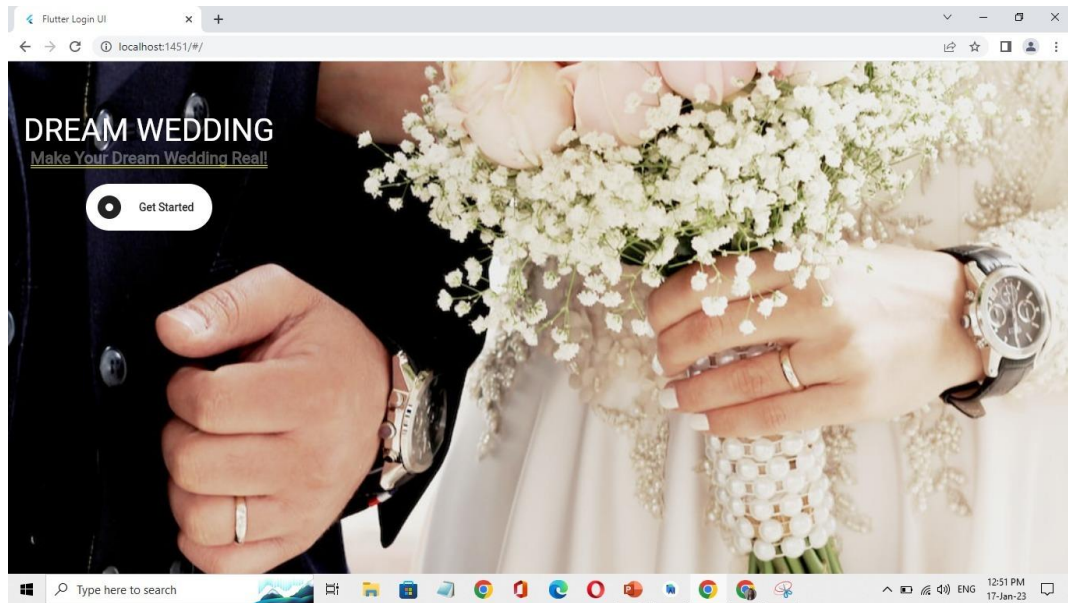 Flutter Login UI
localhost:1451/#/
DREAM WEDDING
Make Your Dream Wedding Real!
Get Started
Type here to search
ENG
12:51 PM
17-Jan-23